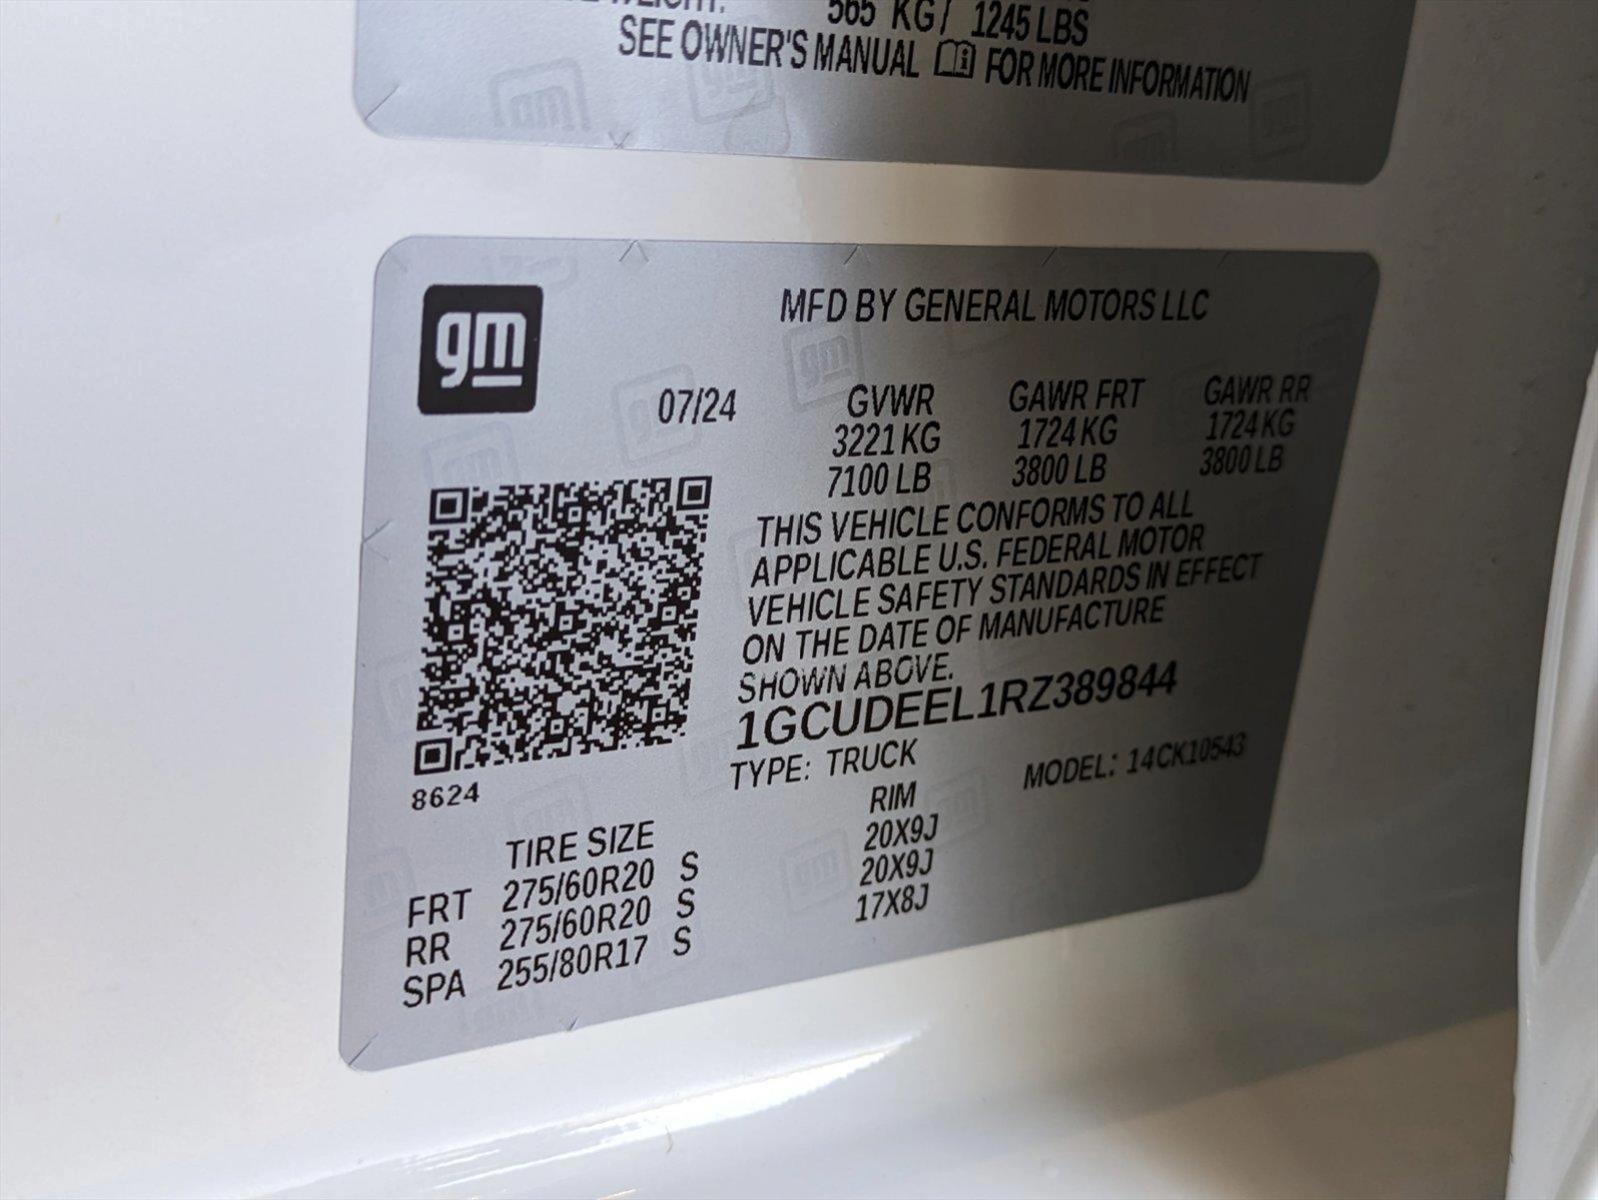 565 KG / 1245 LBS
SEE OWNER'S MANUAL FOR MORE INFORMATION
gm
MFD BY GENERAL MOTORS LLC
07/24
GVWR GAWR FRT GAWR RR
3221 KG 1724 KG 1724 KG
7100 LB 3800 LB 3800 LB
THIS VEHICLE CONFORMS TO ALL
APPLICABLE U.S. FEDERAL MOTOR
VEHICLE SAFETY STANDARDS IN EFFECT
ON THE DATE OF MANUFACTURE
SHOWN ABOVE.
1GCUDEEL1RZ389844
TYPE: TRUCK MODEL: 14CK10543
8624
TIRE SIZE RIM
FRT 275/60R20 S 20X9J
RR 275/60R20 S 20X9J
SPA 255/80R17 S 17X8J